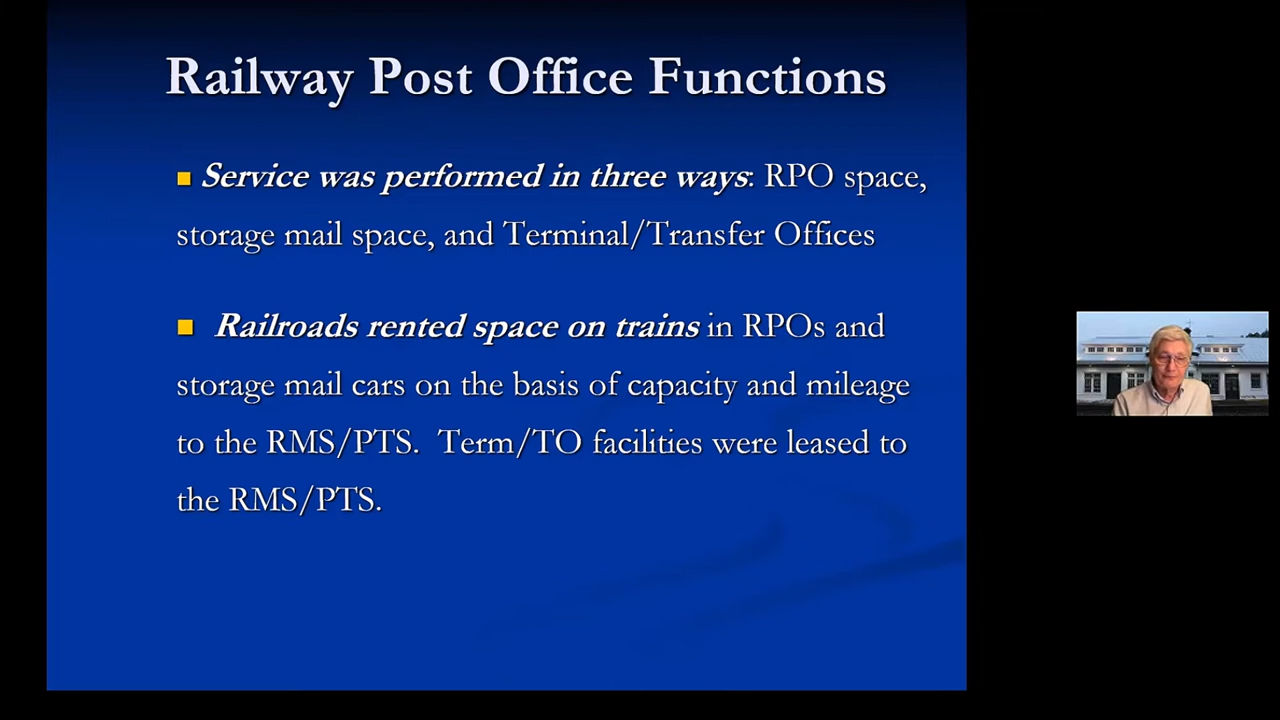 Railway Post Office Functions
Service was performed in three ways: RPO space,
storage mail space, and Terminal/Transfer Offices
Railroads rented space on trains in RPOs and
storage mail cars on the basis of capacity and mileage
to the RMS/PTS. Term/TO facilities were leased to
the RMS/PTS.